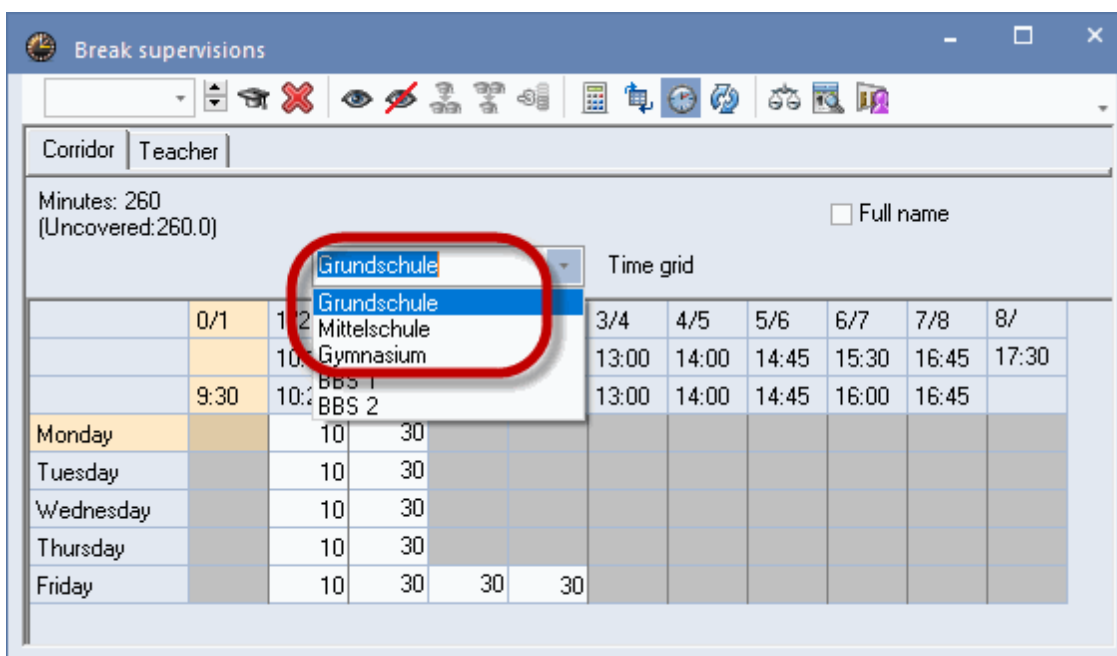 Break supervisions
Corridor Teacher
Minutes: 260
(Uncovered:260.0)
Full name
Grundschule Time grid
Grundschule
Mittelschule
Gymnasium
BBS 1
BBS 2
0/1 3/4 4/5 5/6 6/7 7/8 8/
13:00 14:00 14:45 15:30 16:45 17:30
9:30 13:00 14:00 14:45 16:00 16:45
Monday 10 30
Tuesday 10 30
Wednesday 10 30
Thursday 10 30
Friday 10 30 30 30